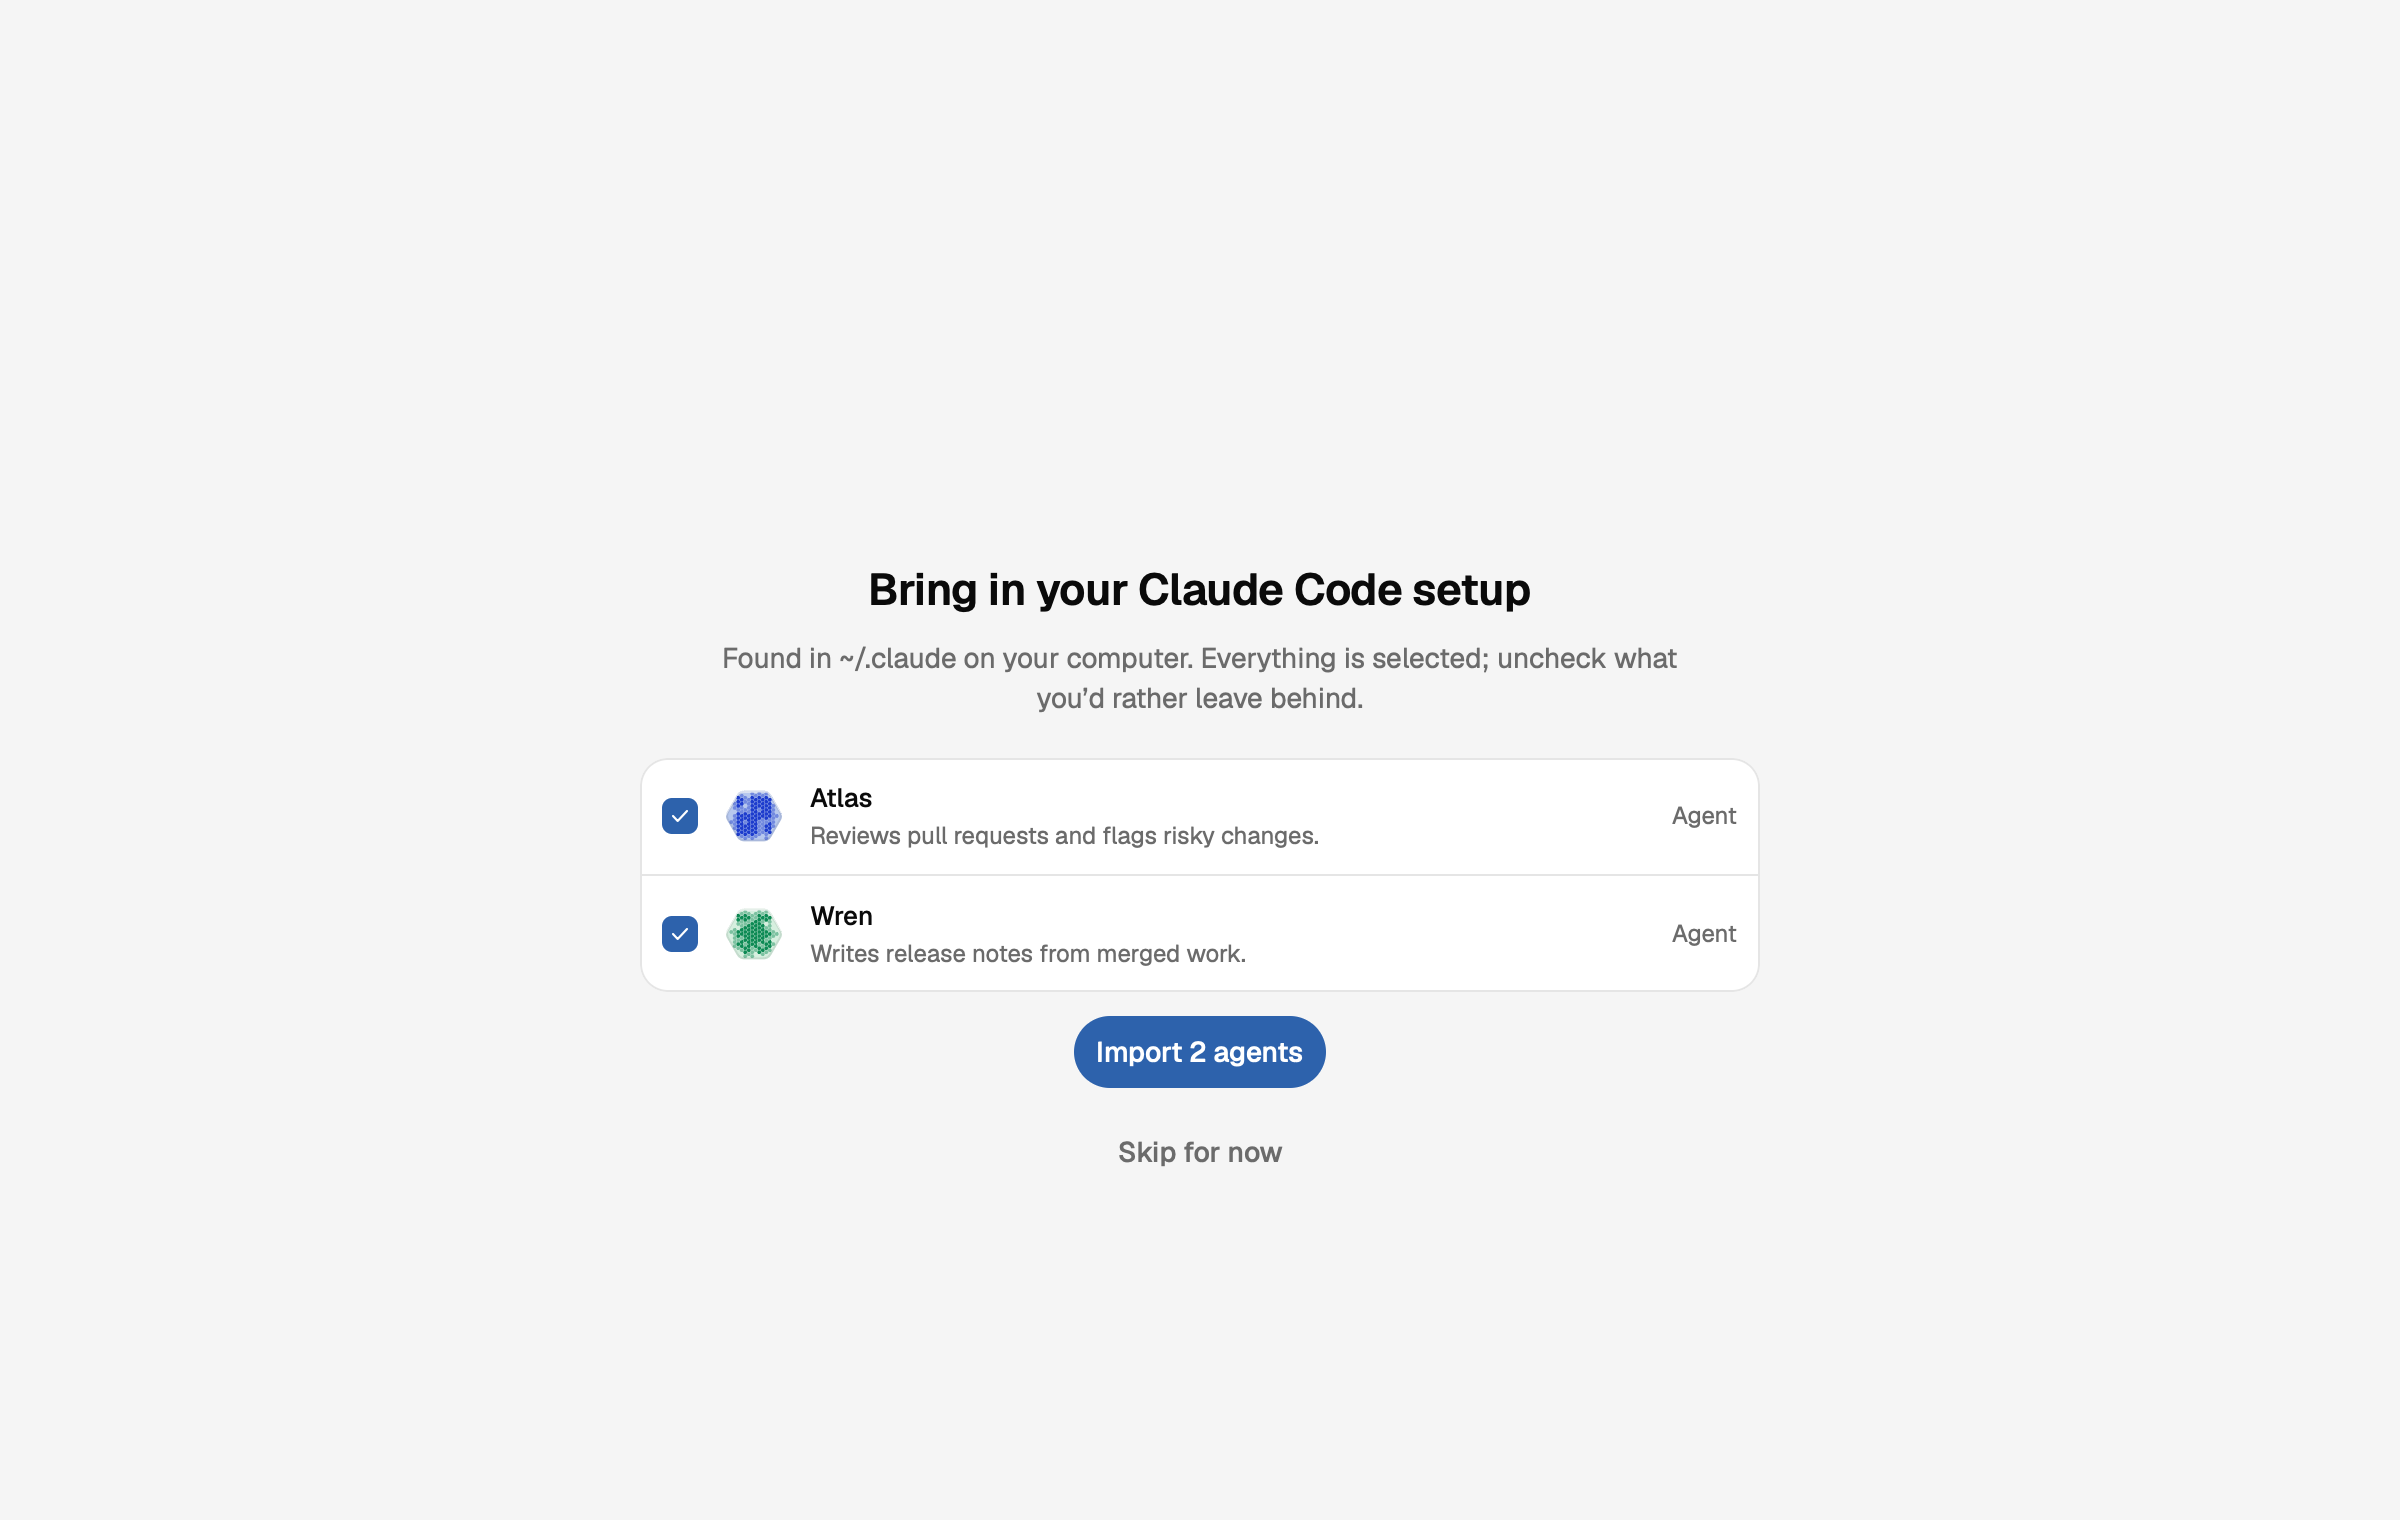 Bring in your Claude Code setup
Found in ~/.claude on your computer. Everything is selected; uncheck what
you’d rather leave behind.
Atlas
Reviews pull requests and flags risky changes.
Agent
Wren
Writes release notes from merged work.
Agent
Import 2 agents
Skip for now